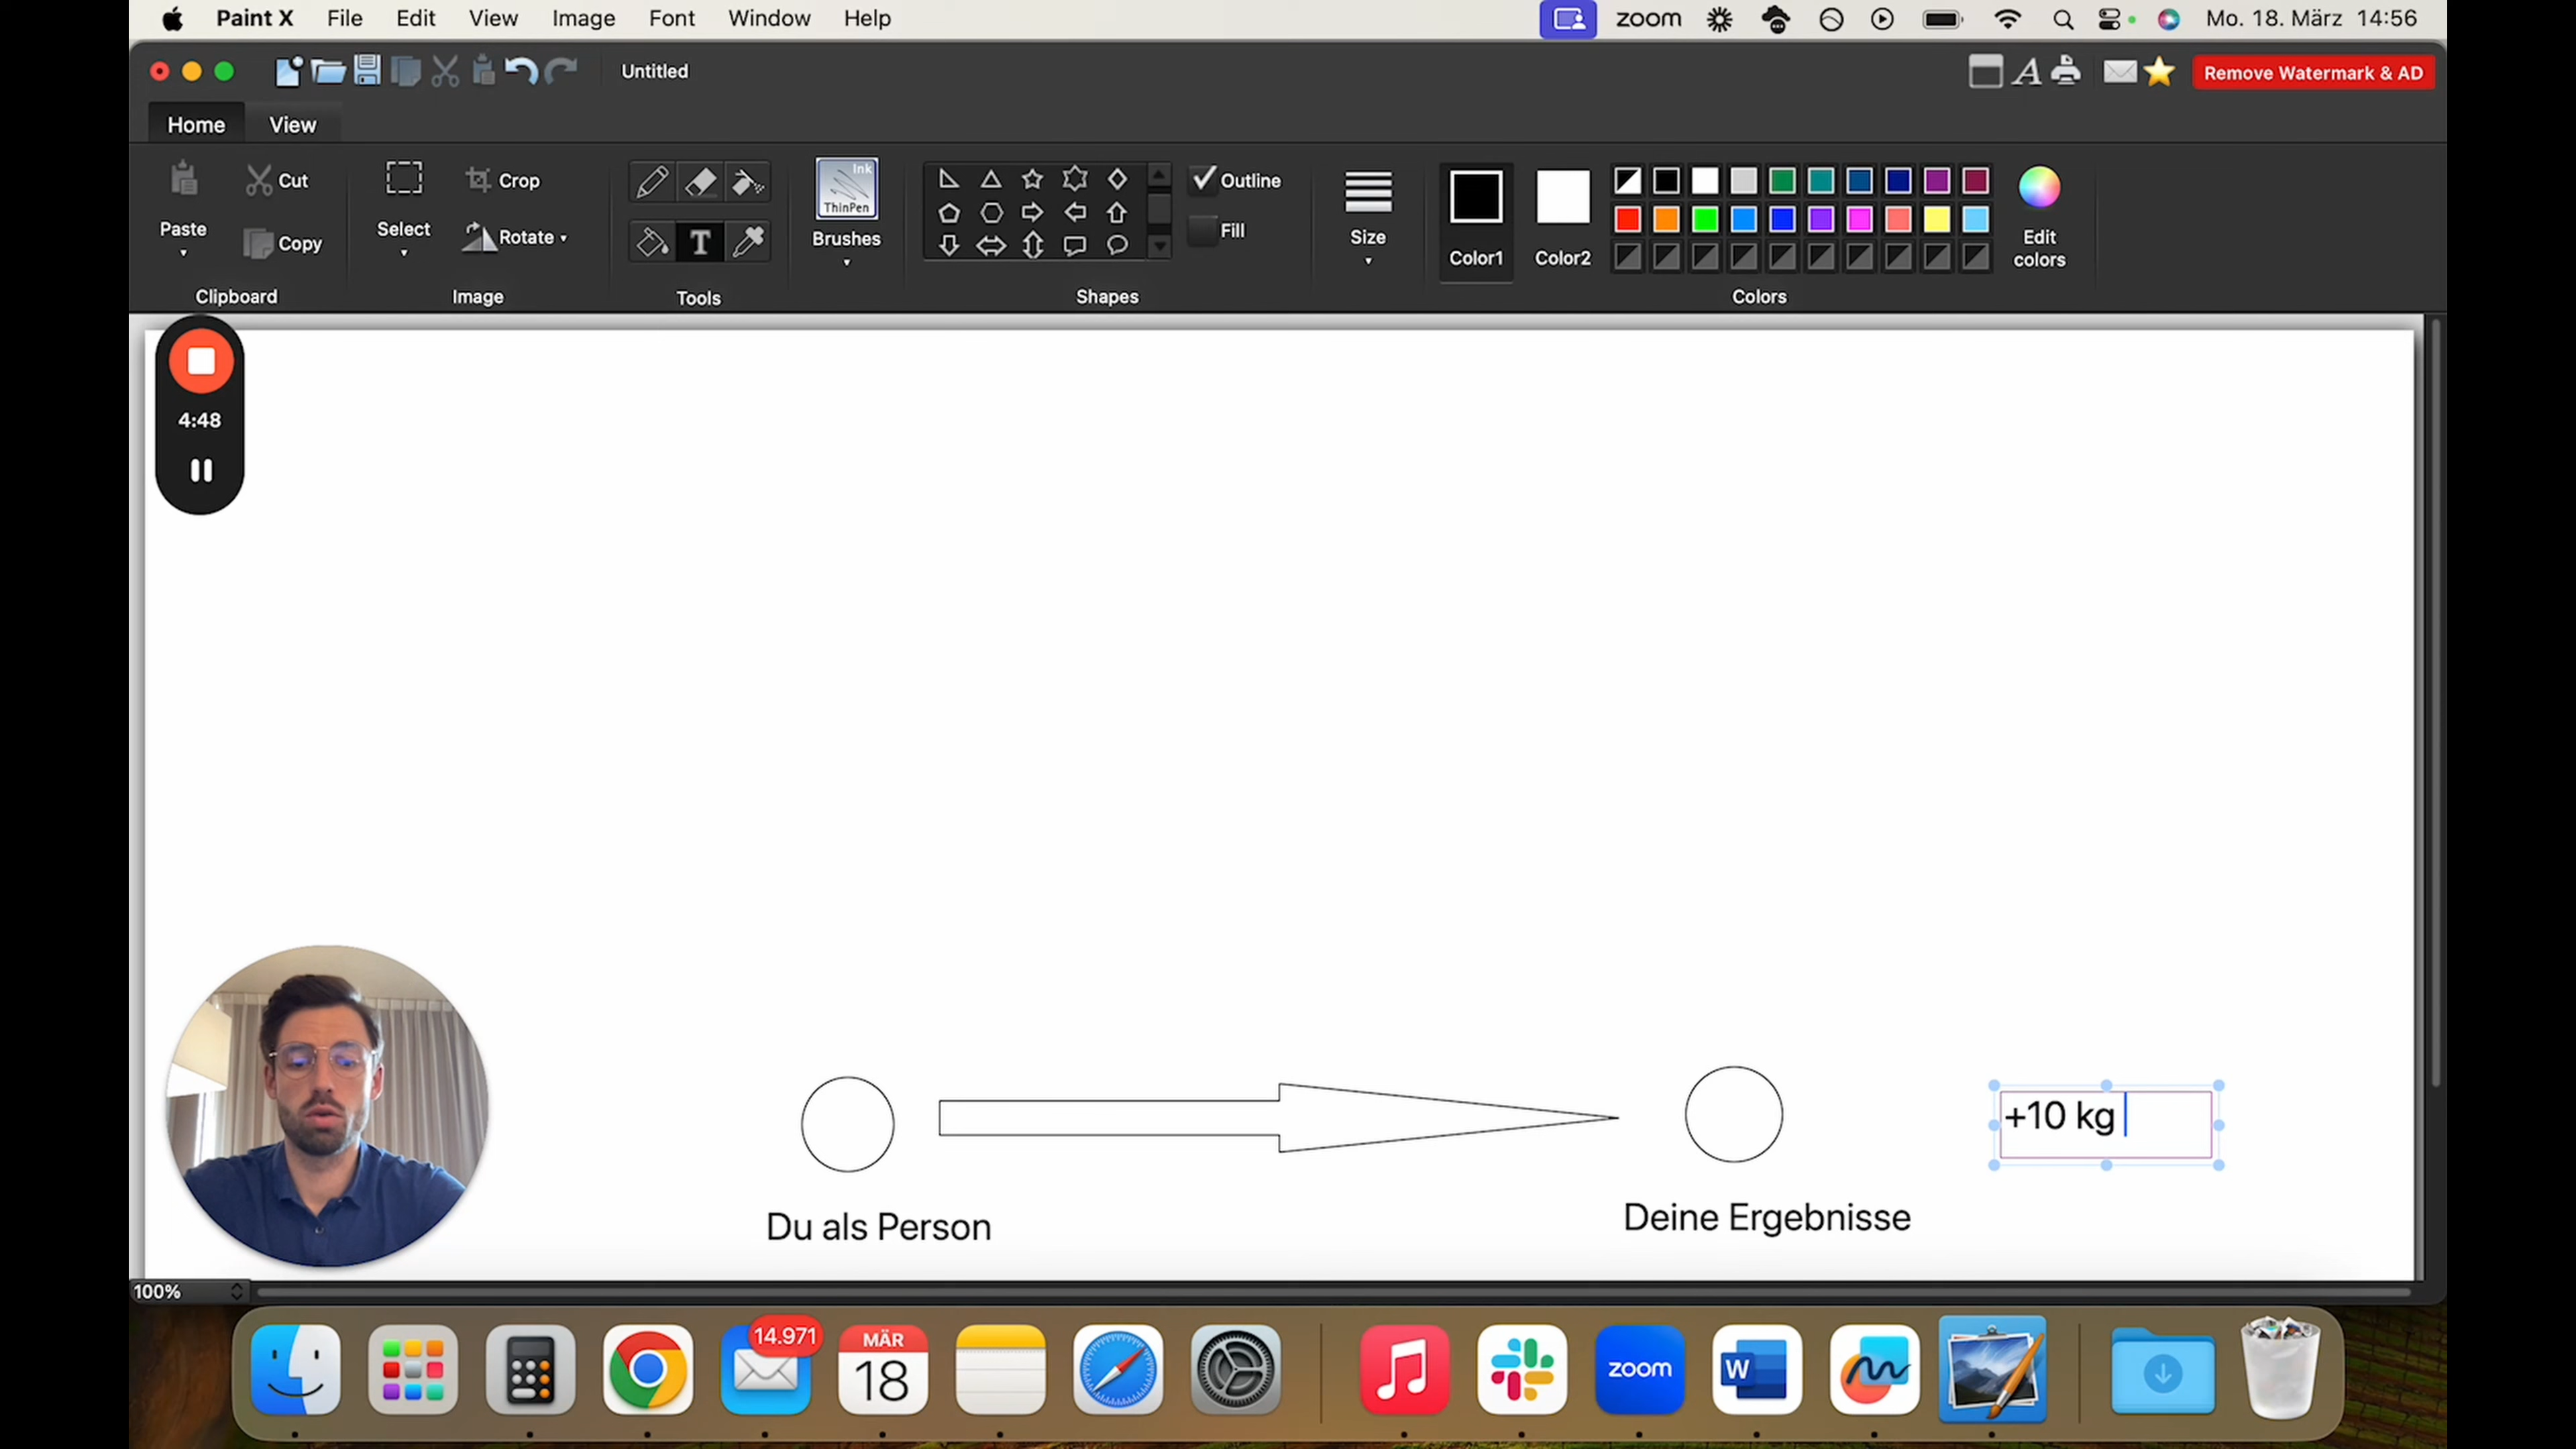 Paint X File Edit View Image Font Window Help zoom Mo. 18. März 14:56
Untitled Remove Watermark & AD
Home View
Paste Cut Copy Clipboard
Select Crop Rotate Image
Tools
Ink ThinPen Brushes
Outline Fill Shapes
Size
Color1 Color2
Edit colors
Colors
4:48
+10 kg
Du als Person
Deine Ergebnisse
100%
14.971
MÄR
18
zoom
W